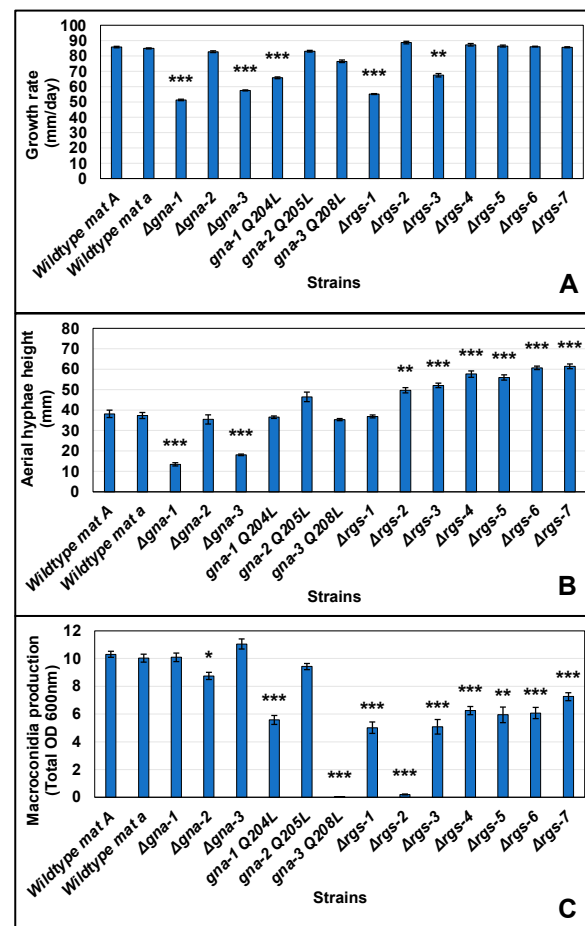 Growth rate
(mm/day)
100
90
80
70
60
50
40
30
20
10
0
***
***
***
***
**
Wildtype mat A
Wildtype mat a
Δgna-1
Δgna-2
Δgna-3
gna-1 Q204L
gna-2 Q205L
gna-3 Q208L
Δrgs-1
Δrgs-2
Δrgs-3
Δrgs-4
Δrgs-5
Δrgs-6
Δrgs-7
Strains
A
Aerial hyphae height
(mm)
80
70
60
50
40
30
20
10
0
***
***
**
***
***
***
***
***
Wildtype mat A
Wildtype mat a
Δgna-1
Δgna-2
Δgna-3
gna-1 Q204L
gna-2 Q205L
gna-3 Q208L
Δrgs-1
Δrgs-2
Δrgs-3
Δrgs-4
Δrgs-5
Δrgs-6
Δrgs-7
Strains
B
Macroconidia production
(Total OD 600nm)
12
10
8
6
4
2
0
*
***
***
***
***
***
***
**
***
***
Wildtype mat A
Wildtype mat a
Δgna-1
Δgna-2
Δgna-3
gna-1 Q204L
gna-2 Q205L
gna-3 Q208L
Δrgs-1
Δrgs-2
Δrgs-3
Δrgs-4
Δrgs-5
Δrgs-6
Δrgs-7
Strains
C